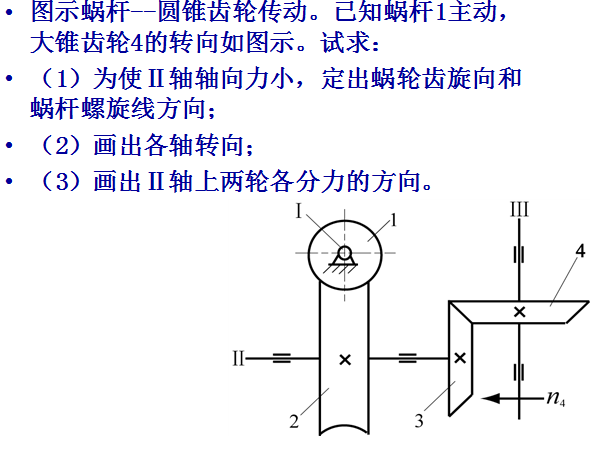 • 图示蜗杆--圆锥齿轮传动。已知蜗杆1主动，
大锥齿轮4的转向如图示。试求：
• （1）为使Ⅱ轴轴向力小，定出蜗轮齿旋向和
蜗杆螺旋线方向；
• （2）画出各轴转向；
• （3）画出Ⅱ轴上两轮各分力的方向。
I
1
III
4
II
2
3
n4